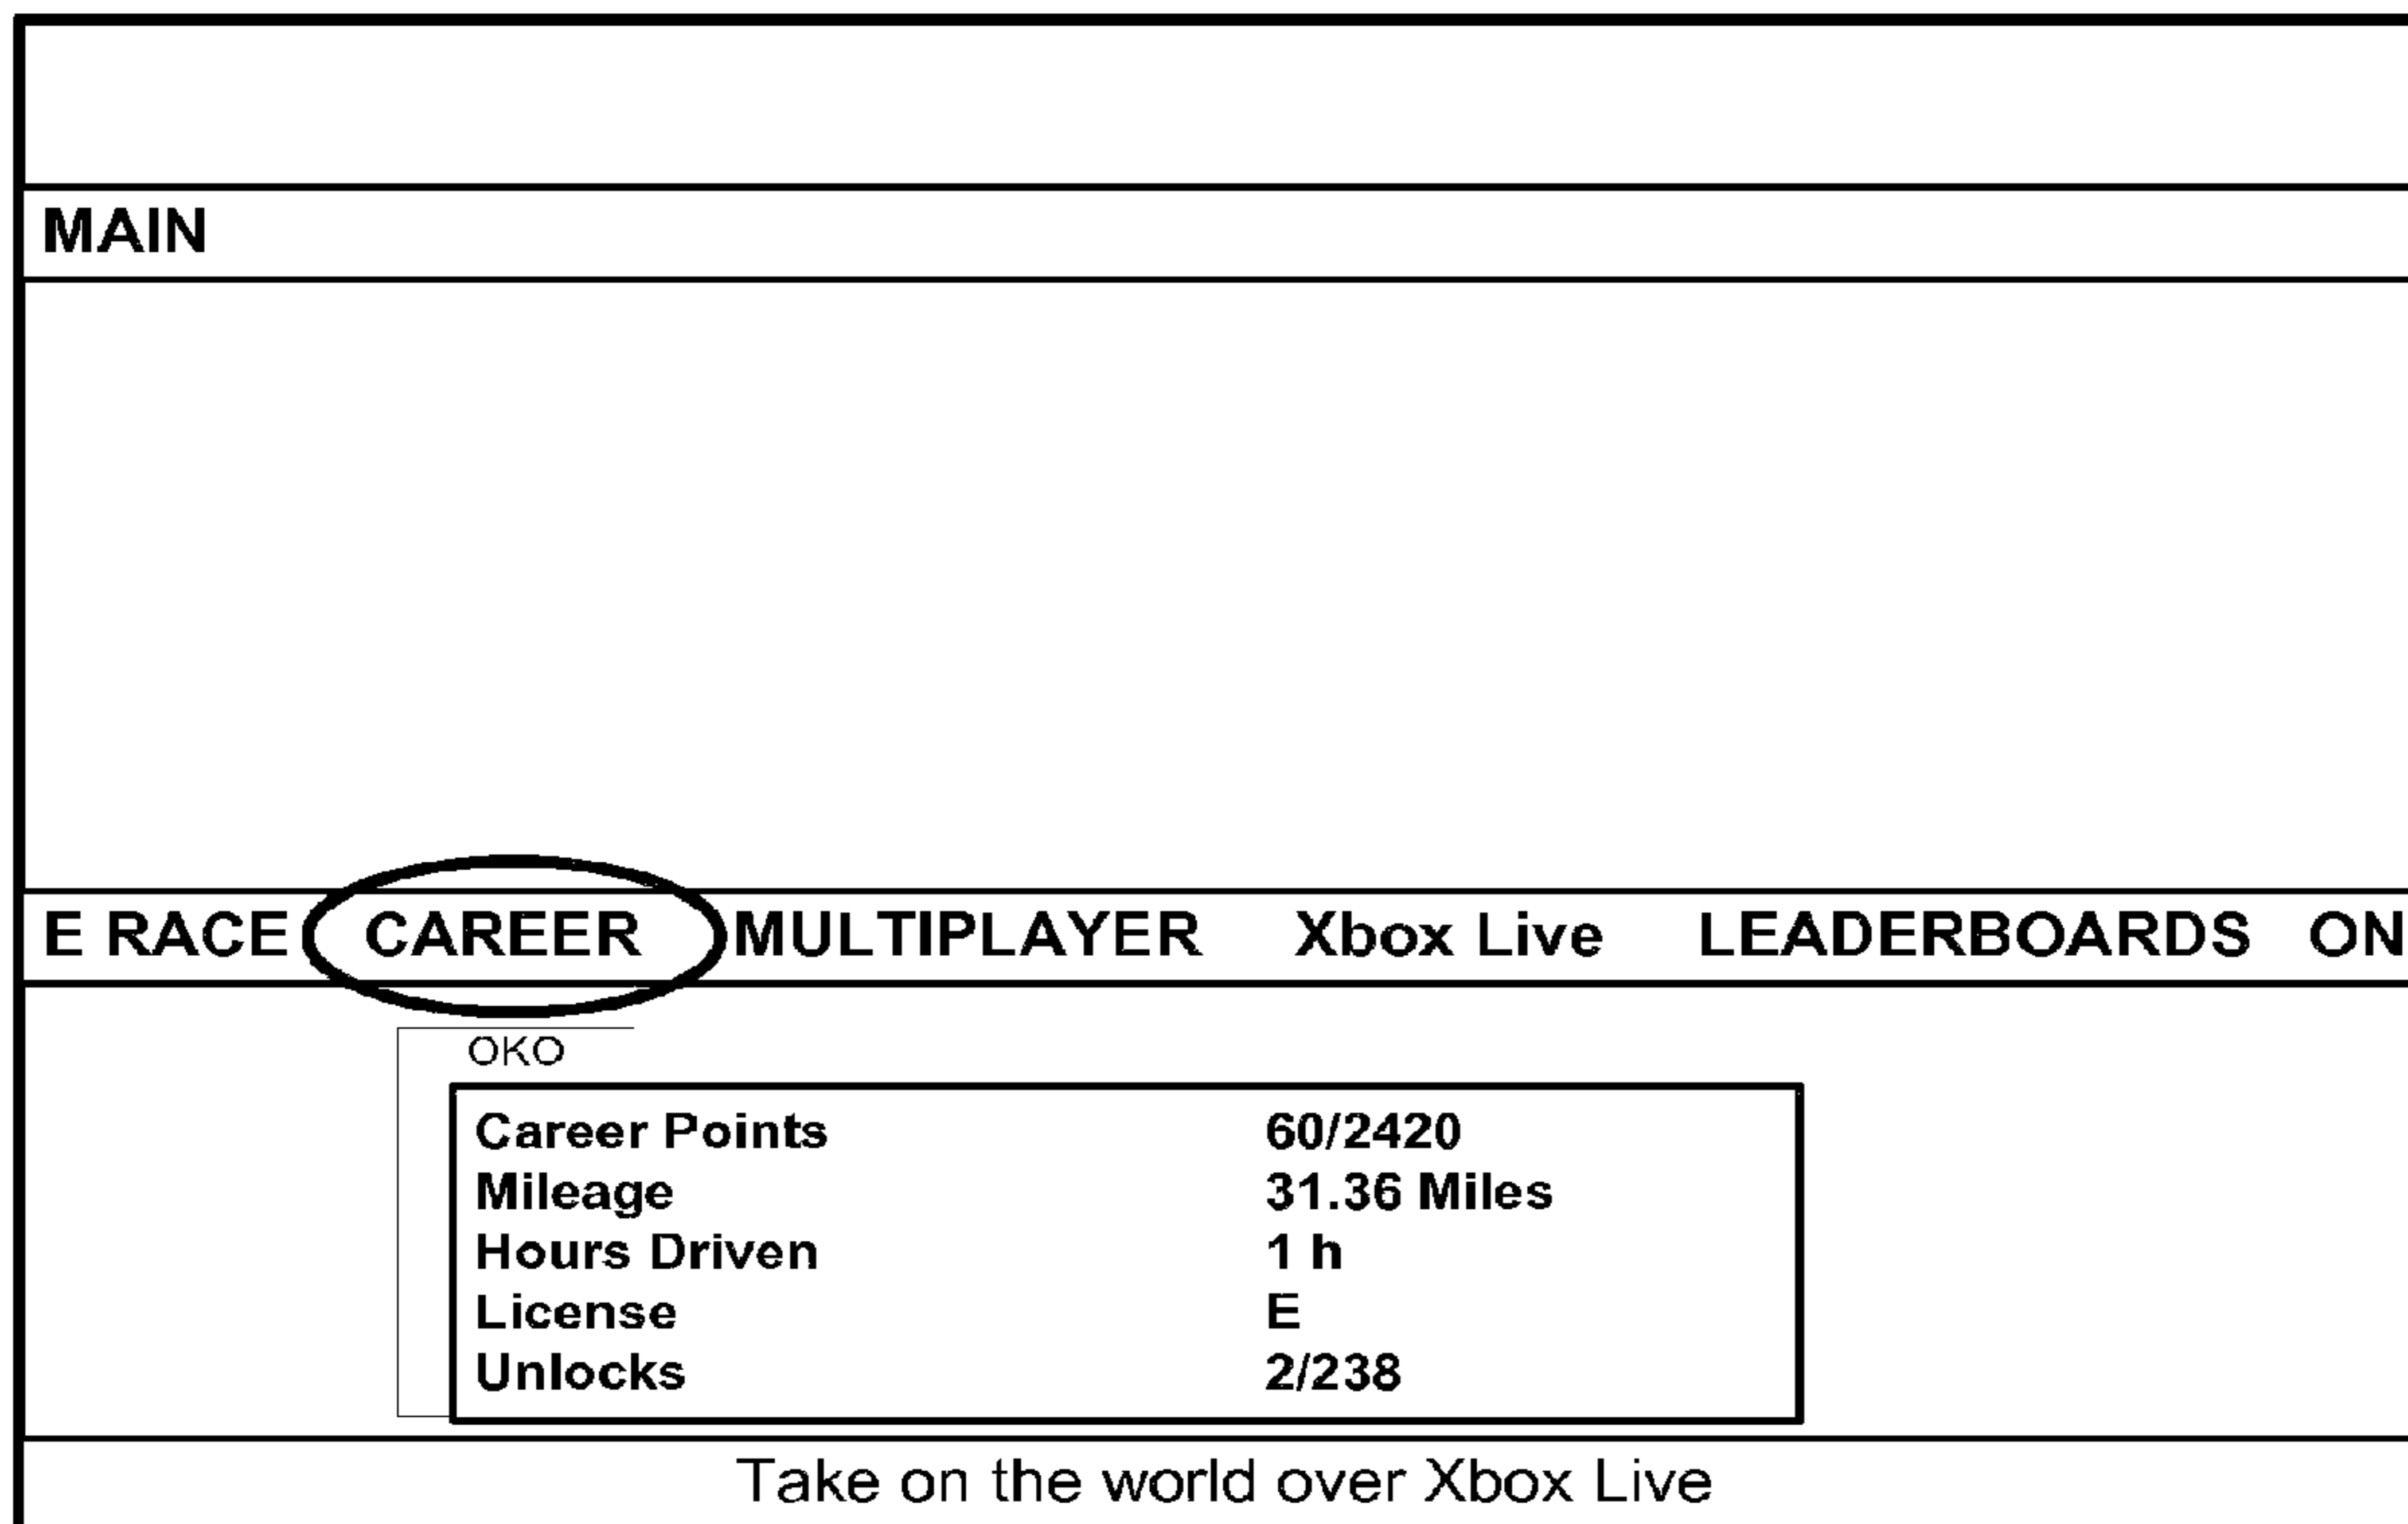 MAIN
E RACE CAREER MULTIPLAYER Xbox Live LEADERBOARDS ON
OKO
Career Points 60/2420
Mileage 31.36 Miles
Hours Driven 1 h
License E
Unlocks 2/238
Take on the world over Xbox Live